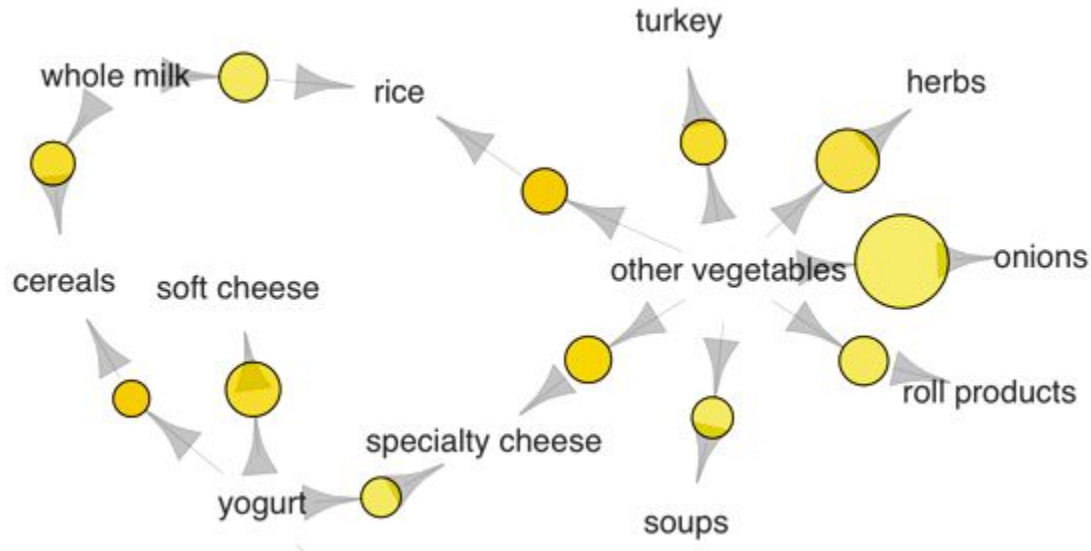 turkey
whole milk
rice
herbs
other vegetables
onions
cereals
soft cheese
roll products
specialty cheese
yogurt
soups